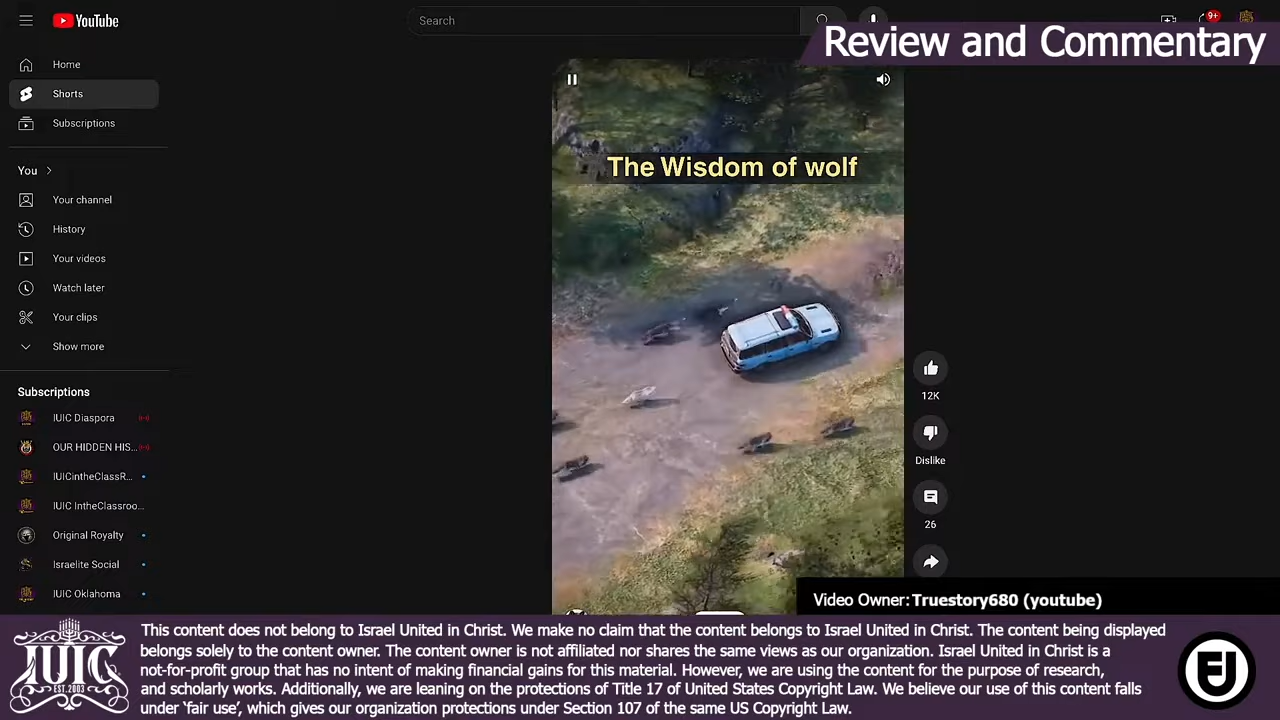 YouTube
Search
9+
Review and Commentary
Home
Shorts
Subscriptions
You
Your channel
History
Your videos
Watch later
Your clips
Show more
Subscriptions
IUIC Diaspora
OUR HIDDEN HIS...
IUICintheClassR...
IUIC IntheClassroo...
Original Royalty
Israelite Social
IUIC Oklahoma
The Wisdom of wolf
12K
Dislike
26
Video Owner: Truestory680 (youtube)
IUIC
EST. 2003
This content does not belong to Israel United in Christ. We make no claim that the content belongs to Israel United in Christ. The content being displayed
belongs solely to the content owner. The content owner is not affiliated nor shares the same views as our organization. Israel United in Christ is a
not-for-profit group that has no intent of making financial gains for this material. However, we are using the content for the purpose of research,
and scholarly works. Additionally, we are leaning on the protections of Title 17 of United States Copyright Law. We believe our use of this content falls
under ‘fair use’, which gives our organization protections under Section 107 of the same US Copyright Law.